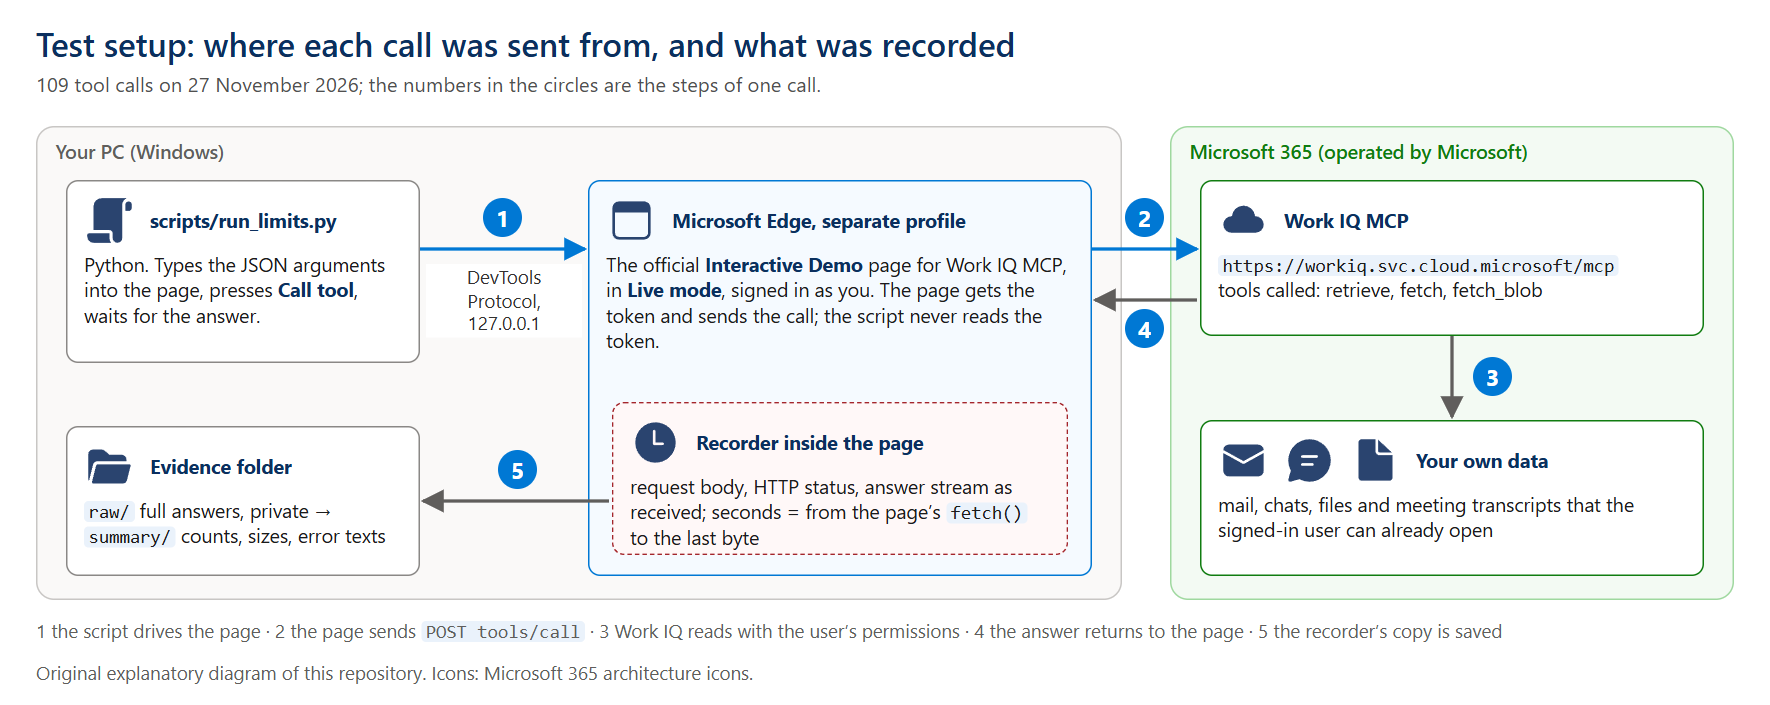 Test setup: where each call was sent from, and what was recorded
109 tool calls on 27 November 2026; the numbers in the circles are the steps of one call.
Your PC (Windows)
scripts/run_limits.py
Python. Types the JSON arguments
into the page, presses Call tool,
waits for the answer.
1
DevTools
Protocol,
127.0.0.1
Microsoft Edge, separate profile
The official Interactive Demo page for Work IQ MCP,
in Live mode, signed in as you. The page gets the
token and sends the call; the script never reads the
token.
Recorder inside the page
request body, HTTP status, answer stream as
received; seconds = from the page’s fetch()
to the last byte
5
Evidence folder
raw/ full answers, private →
summary/ counts, sizes, error texts
2
4
Microsoft 365 (operated by Microsoft)
Work IQ MCP
https://workiq.svc.cloud.microsoft/mcp
tools called: retrieve, fetch, fetch_blob
3
Your own data
mail, chats, files and meeting transcripts that the
signed-in user can already open
1 the script drives the page · 2 the page sends POST tools/call · 3 Work IQ reads with the user’s permissions · 4 the answer returns to the page · 5 the recorder’s copy is saved
Original explanatory diagram of this repository. Icons: Microsoft 365 architecture icons.